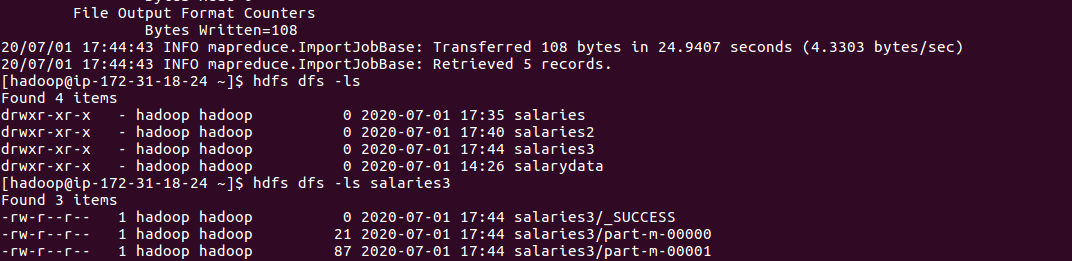 File Output Format Counters
Bytes Written=108
20/07/01 17:44:43 INFO mapreduce.ImportJobBase: Transferred 108 bytes in 24.9407 seconds (4.3303 bytes/sec)
20/07/01 17:44:43 INFO mapreduce.ImportJobBase: Retrieved 5 records.
[hadoop@ip-172-31-18-24 ~]$ hdfs dfs -ls
Found 4 items
drwxr-xr-x   - hadoop hadoop          0 2020-07-01 17:35 salaries
drwxr-xr-x   - hadoop hadoop          0 2020-07-01 17:40 salaries2
drwxr-xr-x   - hadoop hadoop          0 2020-07-01 17:44 salaries3
drwxr-xr-x   - hadoop hadoop          0 2020-07-01 14:26 salarydata
[hadoop@ip-172-31-18-24 ~]$ hdfs dfs -ls salaries3
Found 3 items
-rw-r--r--   1 hadoop hadoop          0 2020-07-01 17:44 salaries3/_SUCCESS
-rw-r--r--   1 hadoop hadoop         21 2020-07-01 17:44 salaries3/part-m-00000
-rw-r--r--   1 hadoop hadoop         87 2020-07-01 17:44 salaries3/part-m-00001